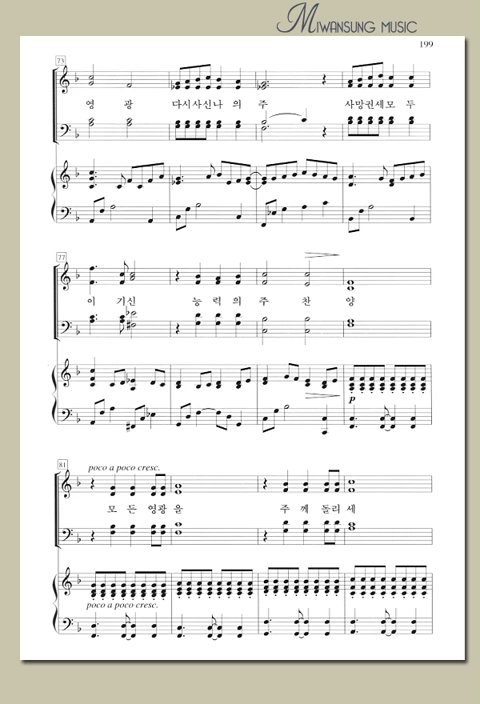 MIWANSUNG MUSIC
199
73
영 광 다시사신나 의 주 사망권세모 두
77
이 기신 능 력 의 주 찬 양
p
81
poco a poco cresc.
모 든 영광 을 주 께 돌리 세
poco a poco cresc.